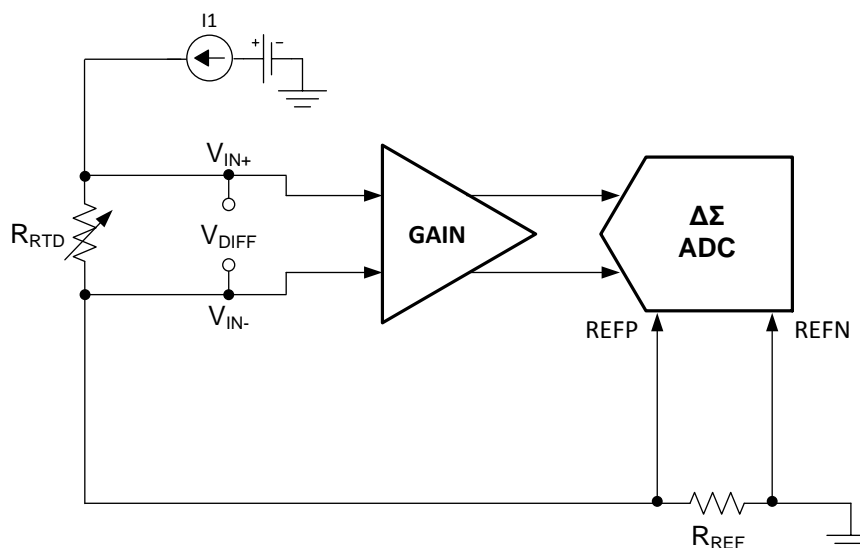 I1
+ −
V_IN+
R_RTD
V_DIFF
GAIN
ΔΣ
ADC
V_IN-
REFP
REFN
R_REF